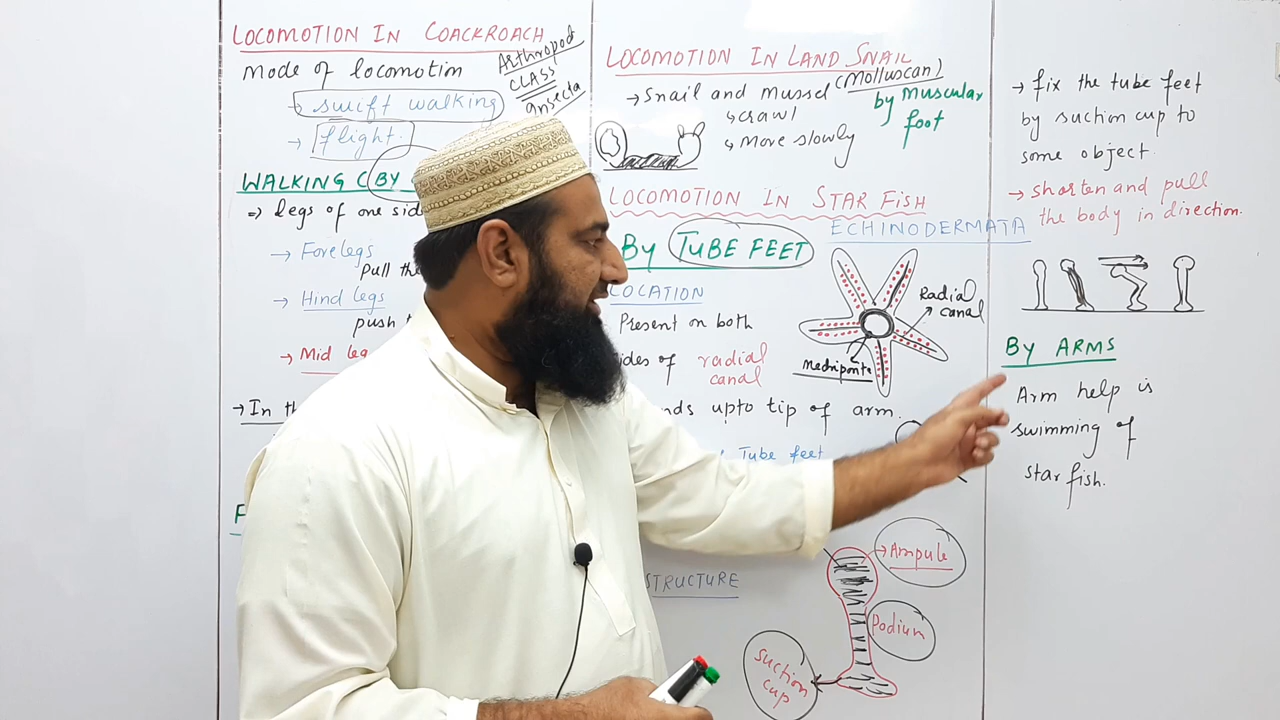 LOCOMOTION IN COACKROACH
Arthropod
CLASS
Insecta
Mode of locomotion
→ swift walking
→ flight.
WALKING (BY
⇒ legs of one sid
→ Forelegs
pull the
→ Hind legs
push t
→ Mid leg
→ In th
F
LOCOMOTION IN LAND SNAIL
(Molluscan)
→ Snail and Mussel
↳ crawl
↳ Move slowly
by muscular
foot
LOCOMOTION IN STAR FISH
ECHINODERMATA
By TUBE FEET
LOCATION
Present on both
sides of radial
canal
Radial
canal
Medriponte
nds upto tip of arm.
Tube feet
STRUCTURE
→ Ampule
Podium
suction
cup
→ fix the tube feet
by suction cup to
some object.
→ shorten and pull
the body in direction.
BY ARMS
Arm help is
swimming of
star fish.